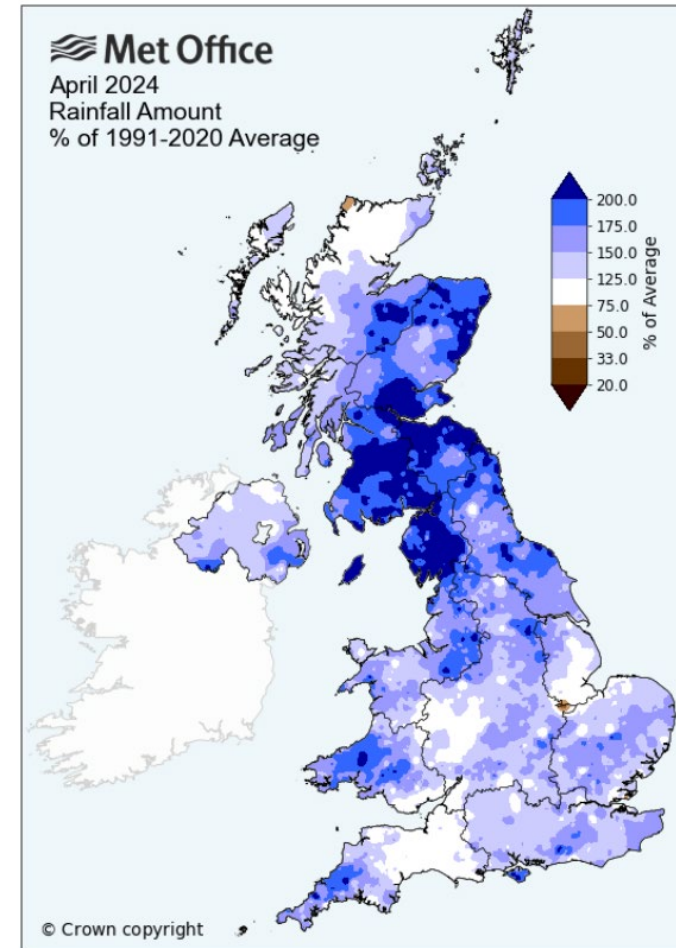 Met Office
April 2024
Rainfall Amount
% of 1991-2020 Average
200.0
175.0
150.0
125.0
75.0
50.0
33.0
20.0
% of Average
© Crown copyright